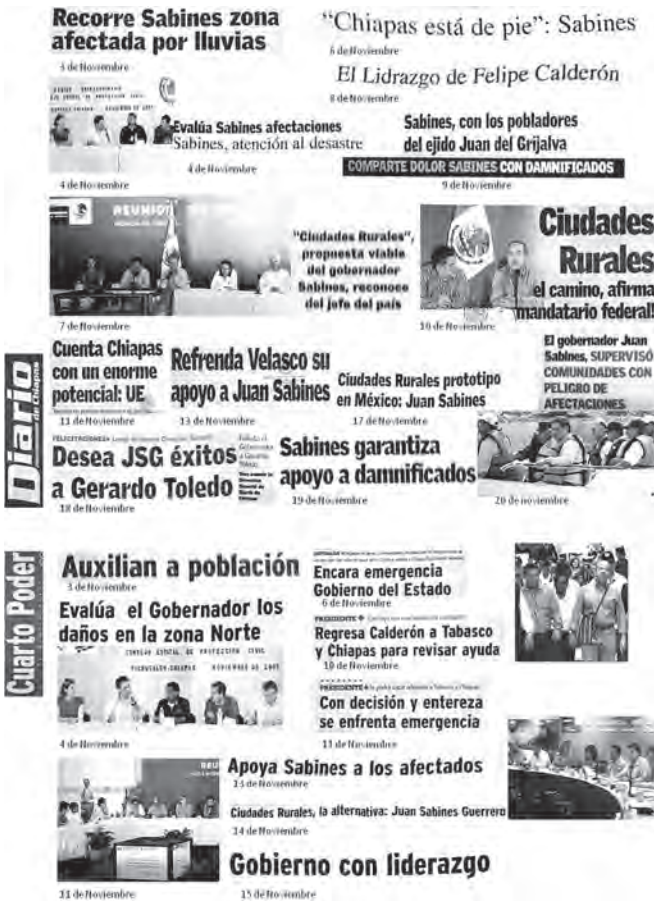 Recorre Sabines zona
afectada por lluvias
3 de Noviembre
"Chiapas está de pie": Sabines
6 de Noviembre
El Lidrazgo de Felipe Calderón
8 de Noviembre
4 de Noviembre
Evalúa Sabines afectaciones
Sabines, atención al desastre
4 de Noviembre
Sabines, con los pobladores
del ejido Juan del Grijalva
COMPARTE DOLOR SABINES CON DAMNIFICADOS
9 de Noviembre
REUNION
7 de Noviembre
"Ciudades Rurales",
propuesta viable
del gobernador
Sabines, reconoce
del jefe del país
Ciudades
Rurales
el camino, afirma
mandatario federal!
10 de Noviembre
Diario
de Chiapas
Cuenta Chiapas
con un enorme
potencial: UE
11 de Noviembre
Refrenda Velasco su
apoyo a Juan Sabines
13 de Noviembre
Ciudades Rurales prototipo
en México: Juan Sabines
17 de Noviembre
El gobernador Juan
Sabines, SUPERVISÓ
COMUNIDADES CON
PELIGRO DE
AFECTACIONES
Desea JSG éxitos
a Gerardo Toledo
18 de Noviembre
Sabines garantiza
apoyo a damnificados
19 de Noviembre
20 de Noviembre
Cuarto Poder
Auxilian a población
3 de Noviembre
Evalúa el Gobernador los
daños en la zona Norte
4 de Noviembre
Encara emergencia
Gobierno del Estado
6 de Noviembre
PRESIDENTE
Regresa Calderón a Tabasco
y Chiapas para revisar ayuda
10 de Noviembre
PRESIDENTE
Con decisión y entereza
se enfrenta emergencia
11 de Noviembre
11 de Noviembre
Apoya Sabines a los afectados
13 de Noviembre
Ciudades Rurales, la alternativa: Juan Sabines Guerrero
14 de Noviembre
Gobierno con liderazgo
15 de Noviembre